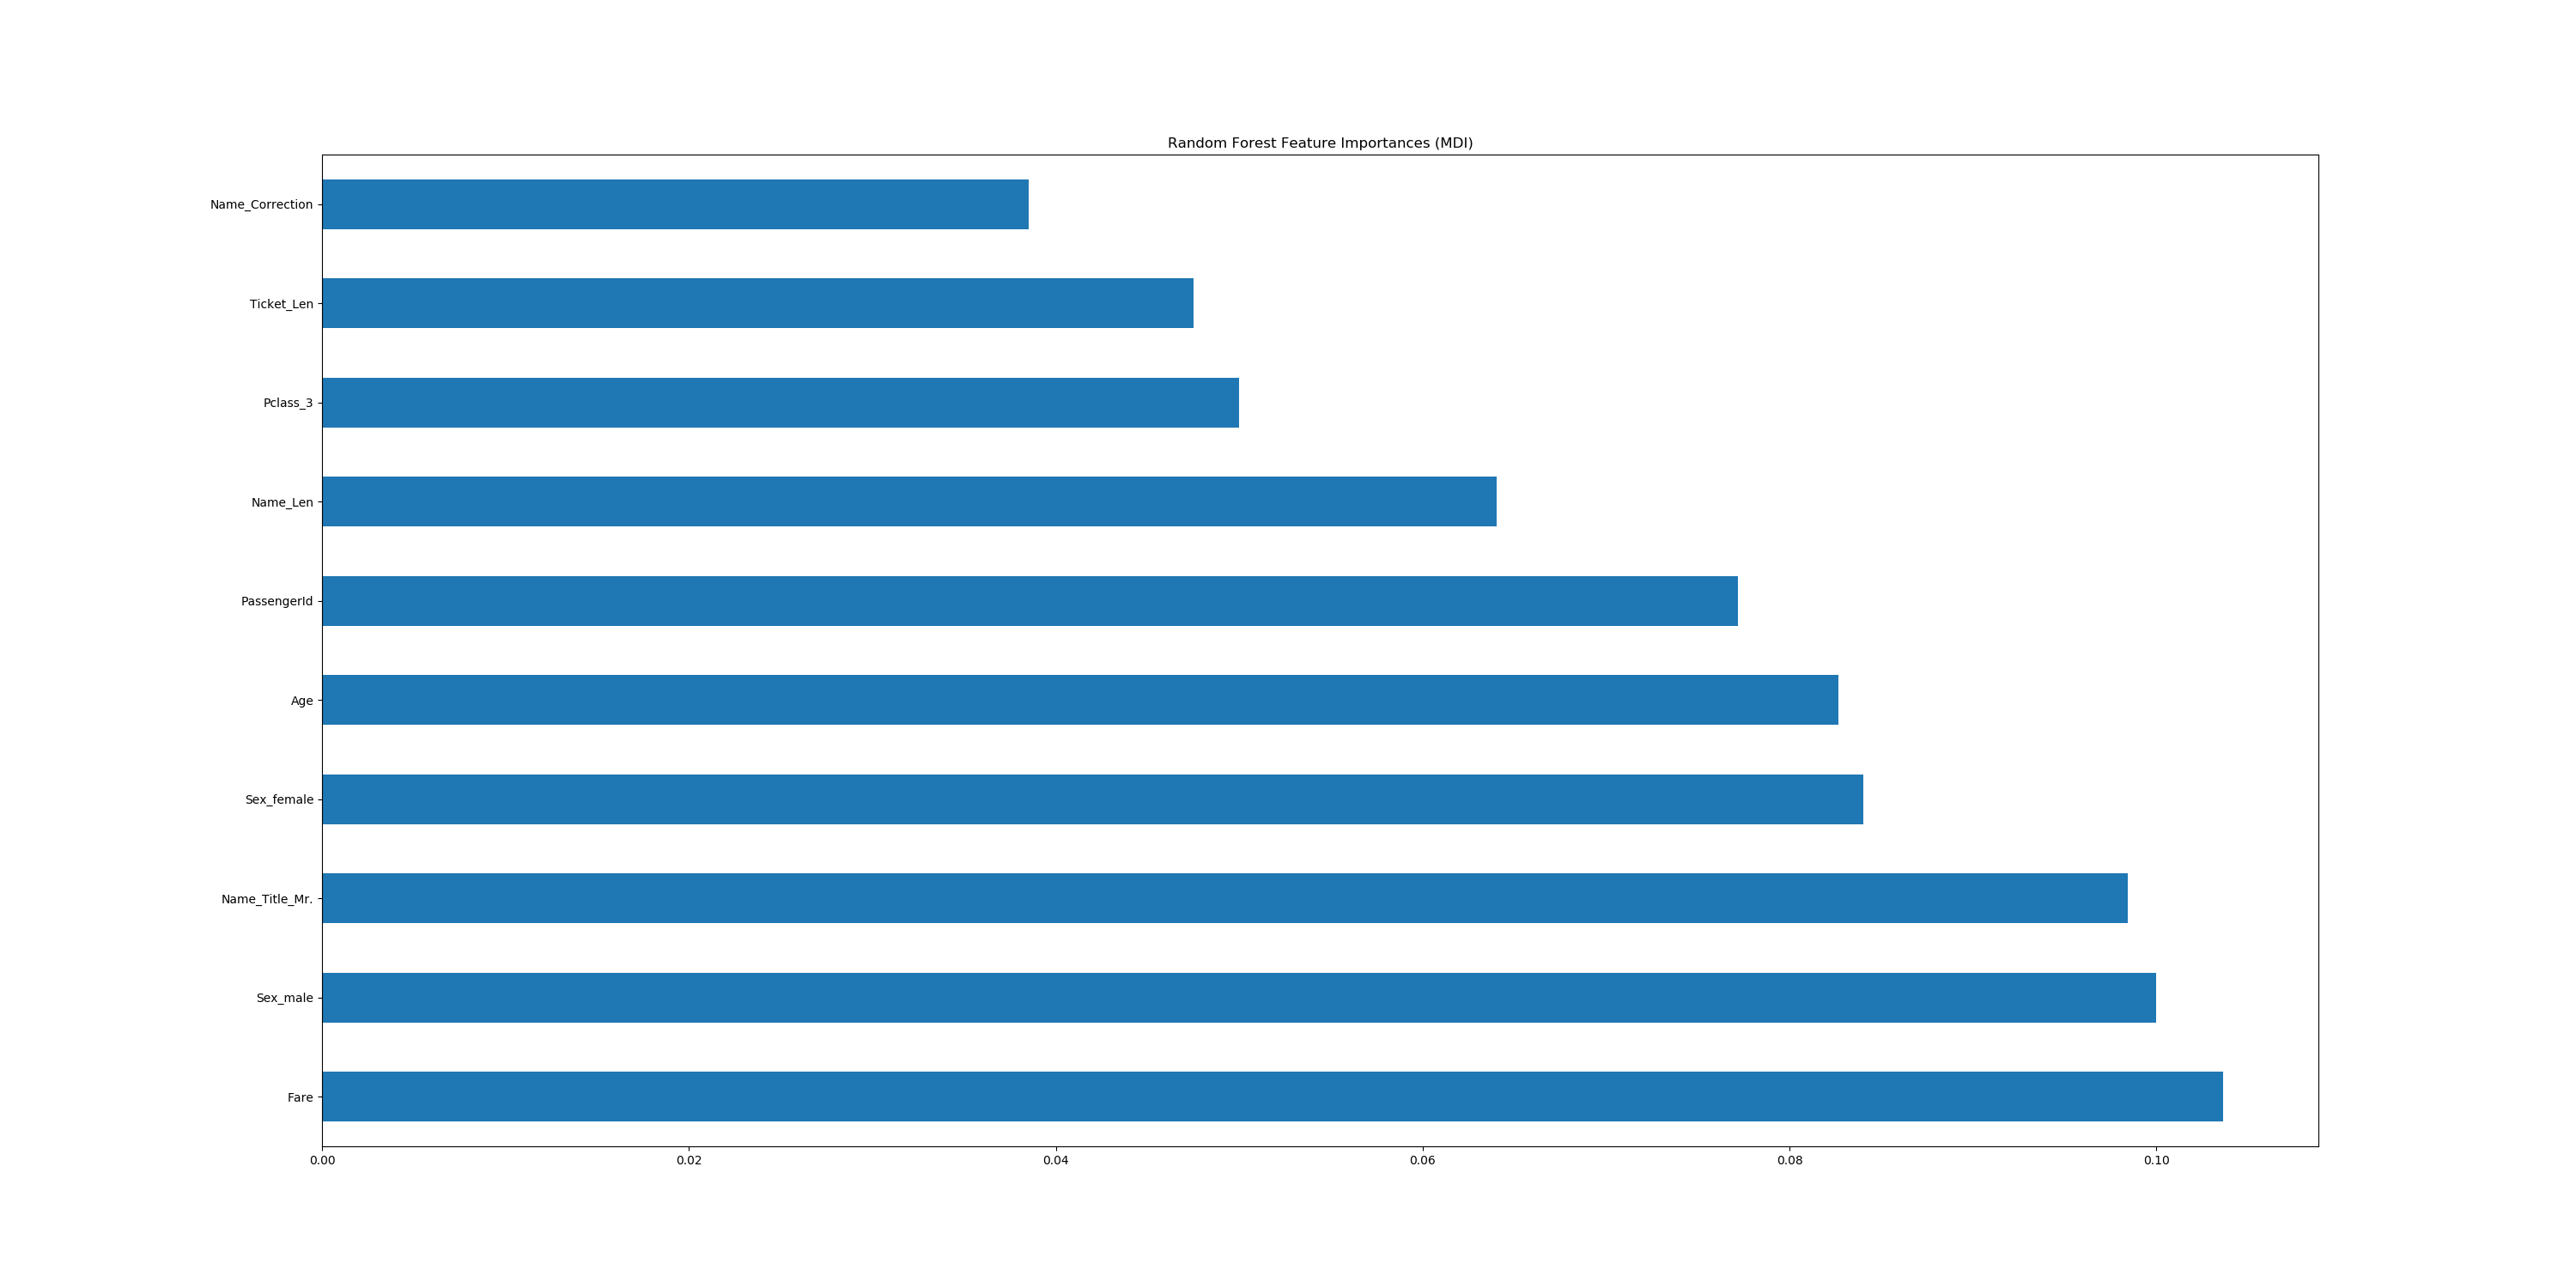 Random Forest Feature Importances (MDI)
Name_Correction
Ticket_Len
Pclass_3
Name_Len
PassengerId
Age
Sex_female
Name_Title_Mr.
Sex_male
Fare
0.00 0.02 0.04 0.06 0.08 0.10